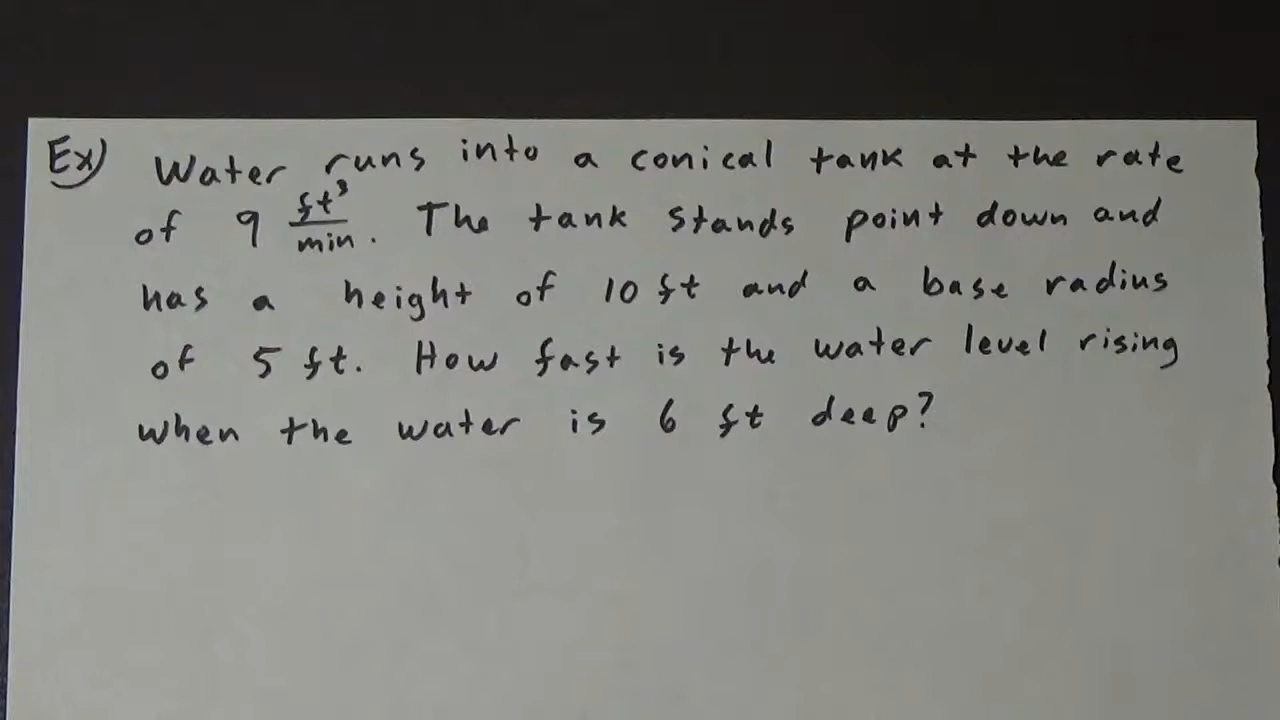 Ex) Water runs into a conical tank at the rate
of 9 ft³/min. The tank stands point down and
has a height of 10 ft and a base radius
of 5 ft. How fast is the water level rising
when the water is 6 ft deep?